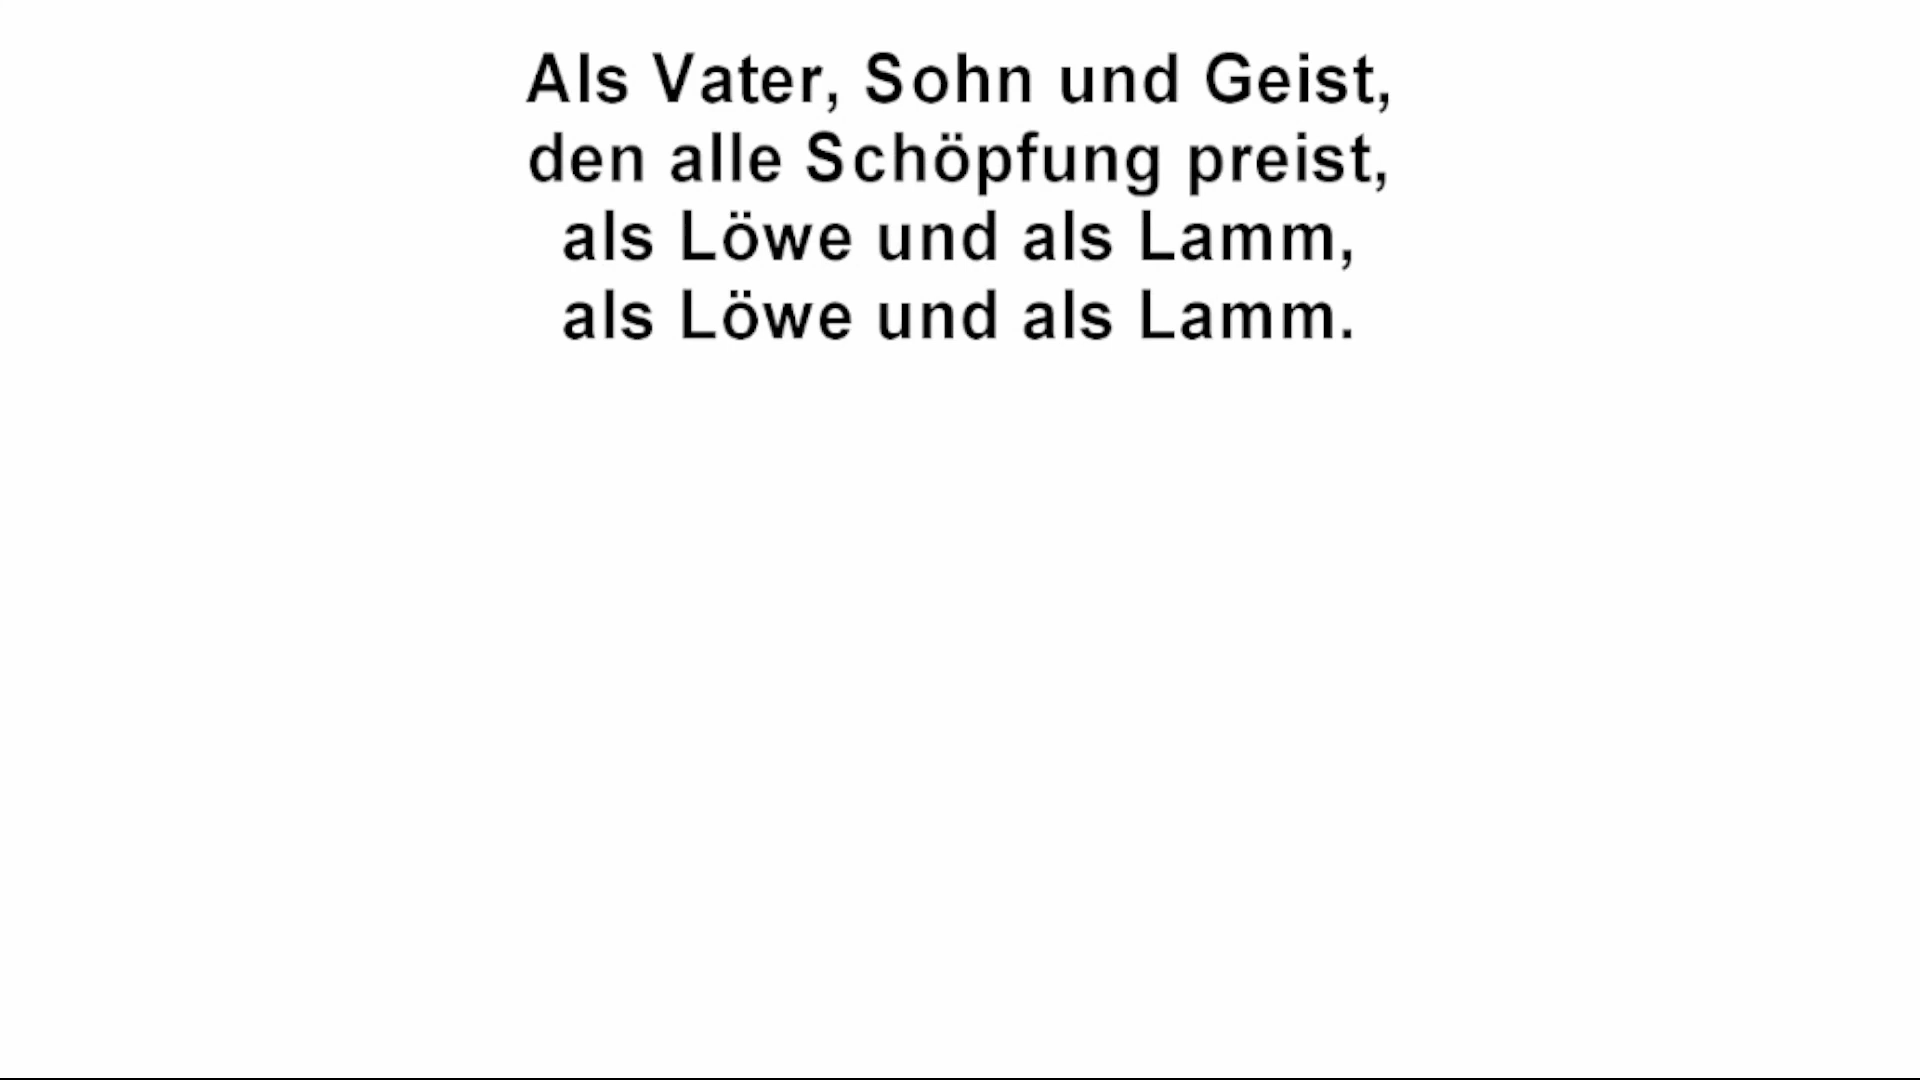 Als Vater, Sohn und Geist,
den alle Schöpfung preist,
als Löwe und als Lamm,
als Löwe und als Lamm.